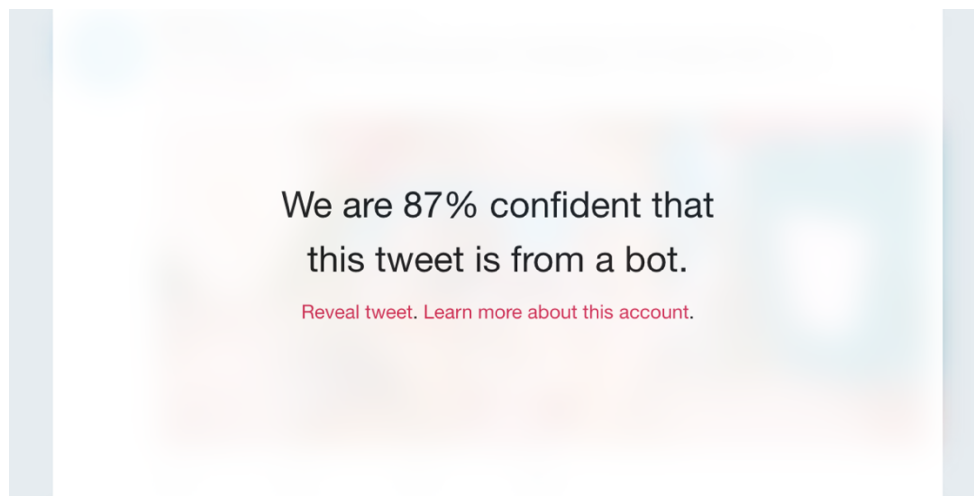 We are 87% confident that
this tweet is from a bot.
Reveal tweet. Learn more about this account.